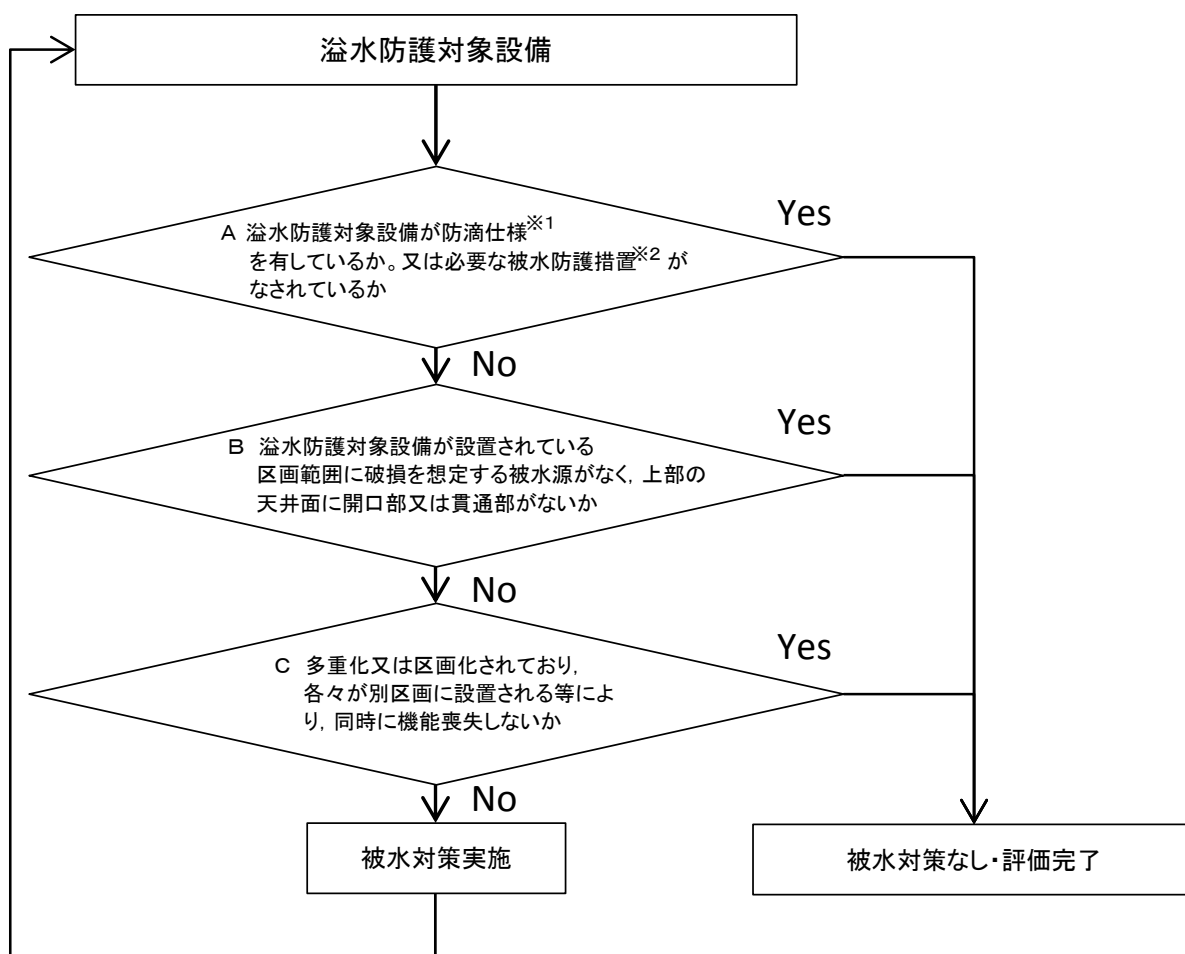 溢水防護対象設備
A 溢水防護対象設備が防滴仕様※1
を有しているか。又は必要な被水防護措置※2 が
なされているか
Yes
No
B 溢水防護対象設備が設置されている
区画範囲に破損を想定する被水源がなく, 上部の
天井面に開口部又は貫通部がないか
Yes
No
C 多重化又は区画化されており,
各々が別区画に設置される等によ
り, 同時に機能喪失しないか
Yes
No
被水対策実施
被水対策なし・評価完了